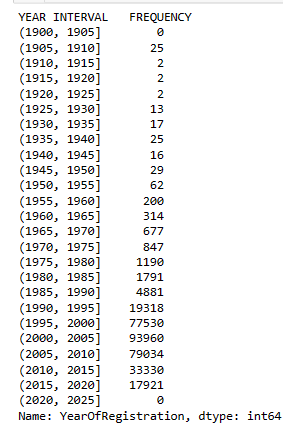 YEAR INTERVAL   FREQUENCY
(1900, 1905]        0
(1905, 1910]       25
(1910, 1915]        2
(1915, 1920]        2
(1920, 1925]        2
(1925, 1930]       13
(1930, 1935]       17
(1935, 1940]       25
(1940, 1945]       16
(1945, 1950]       29
(1950, 1955]       62
(1955, 1960]      200
(1960, 1965]      314
(1965, 1970]      677
(1970, 1975]      847
(1975, 1980]     1190
(1980, 1985]     1791
(1985, 1990]     4881
(1990, 1995]    19318
(1995, 2000]    77530
(2000, 2005]    93960
(2005, 2010]    79034
(2010, 2015]    33330
(2015, 2020]    17921
(2020, 2025]        0
Name: YearOfRegistration, dtype: int64